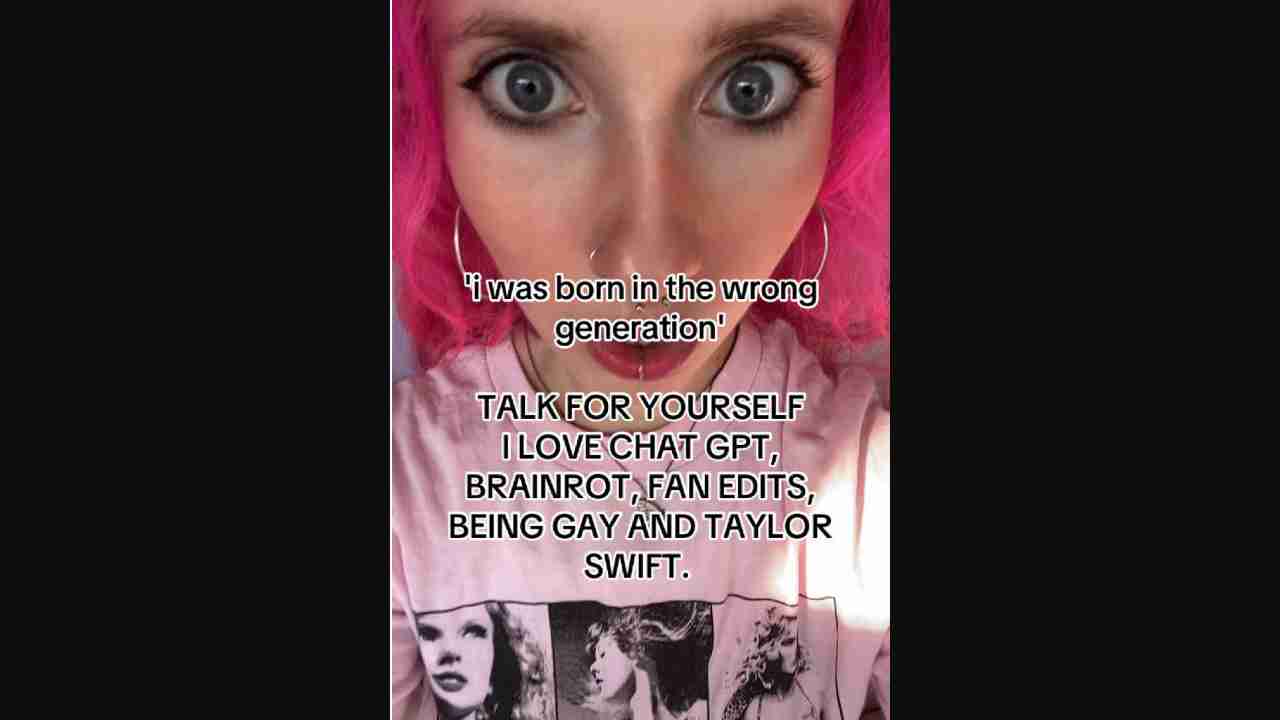 'i was born in the wrong
generation'
TALK FOR YOURSELF
I LOVE CHAT GPT,
BRAINROT, FAN EDITS,
BEING GAY AND TAYLOR
SWIFT.